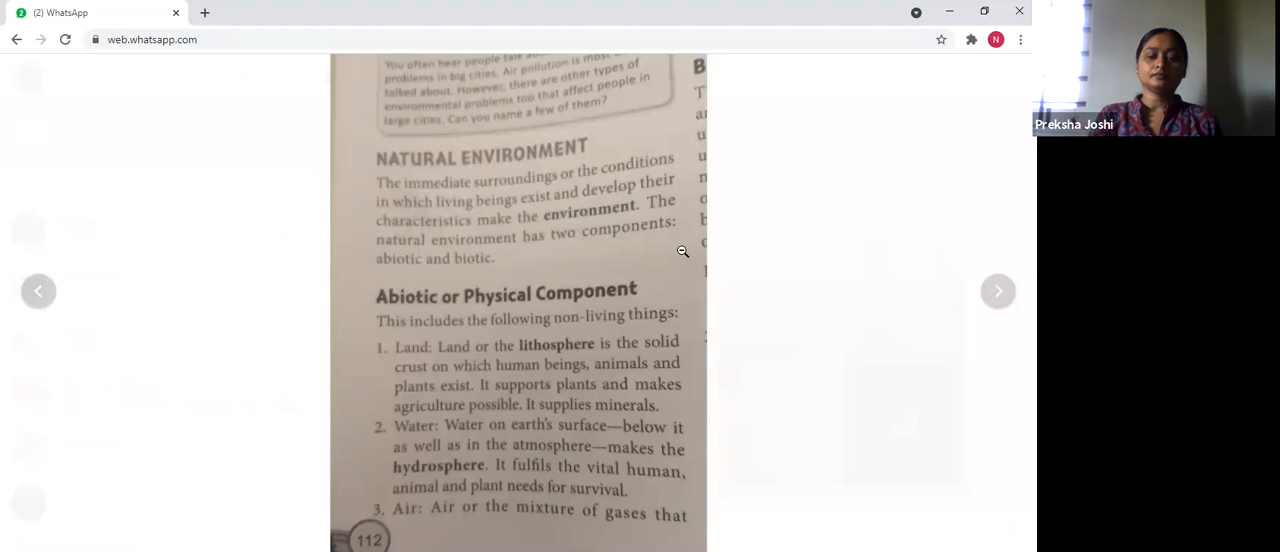 2
(2) WhatsApp
web.whatsapp.com
N
You often hear people talk
problems in big cities. Air pollution is most
talked about. However, there are other types of
environmental problems too that affect people in
large cities. Can you name a few of them?
NATURAL ENVIRONMENT
The immediate surroundings or the conditions
in which living beings exist and develop their
characteristics make the environment. The
natural environment has two components:
abiotic and biotic.
Abiotic or Physical Component
This includes the following non-living things:
1. Land: Land or the lithosphere is the solid
crust on which human beings, animals and
plants exist. It supports plants and makes
agriculture possible. It supplies minerals.
2. Water: Water on earth's surface—below it
as well as in the atmosphere—makes the
hydrosphere. It fulfils the vital human,
animal and plant needs for survival.
3. Air: Air or the mixture of gases that
112
B
T
Preksha Joshi